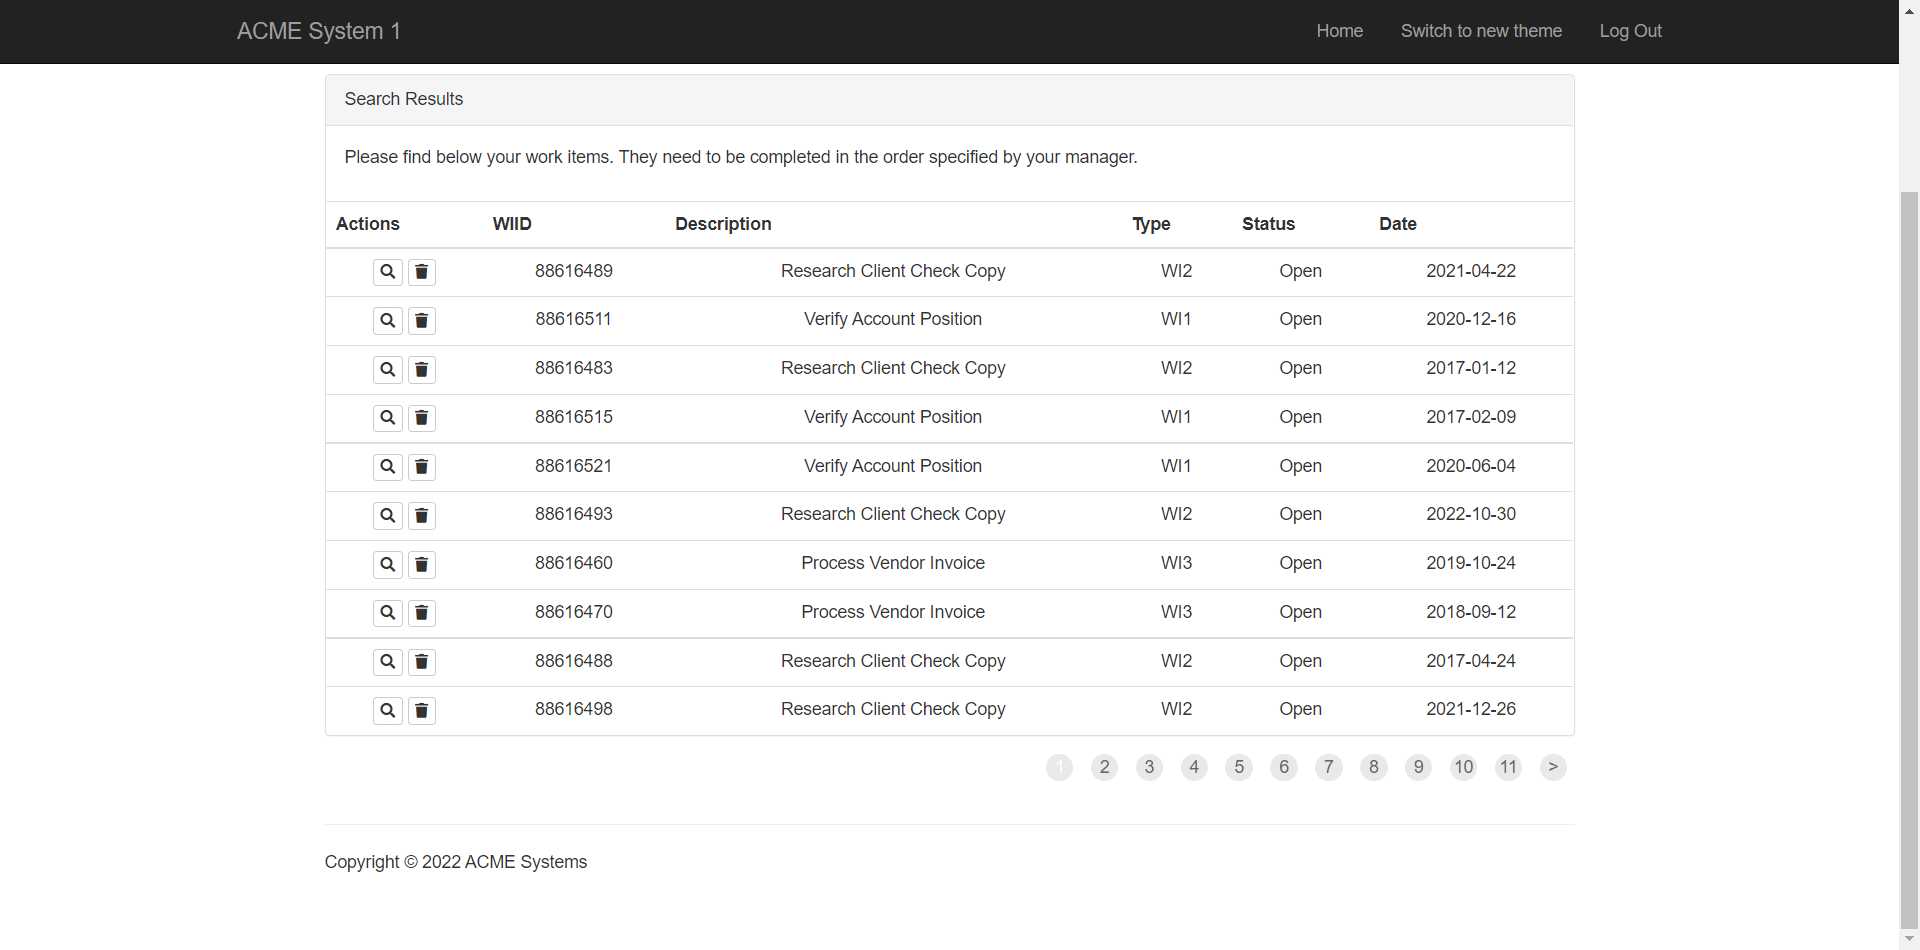 ACME System 1 Home Switch to new theme Log Out
Search Results
Please find below your work items. They need to be completed in the order specified by your manager.
Actions WIID Description Type Status Date
88616489 Research Client Check Copy WI2 Open 2021-04-22
88616511 Verify Account Position WI1 Open 2020-12-16
88616483 Research Client Check Copy WI2 Open 2017-01-12
88616515 Verify Account Position WI1 Open 2017-02-09
88616521 Verify Account Position WI1 Open 2020-06-04
88616493 Research Client Check Copy WI2 Open 2022-10-30
88616460 Process Vendor Invoice WI3 Open 2019-10-24
88616470 Process Vendor Invoice WI3 Open 2018-09-12
88616488 Research Client Check Copy WI2 Open 2017-04-24
88616498 Research Client Check Copy WI2 Open 2021-12-26
1 2 3 4 5 6 7 8 9 10 11 >
Copyright © 2022 ACME Systems